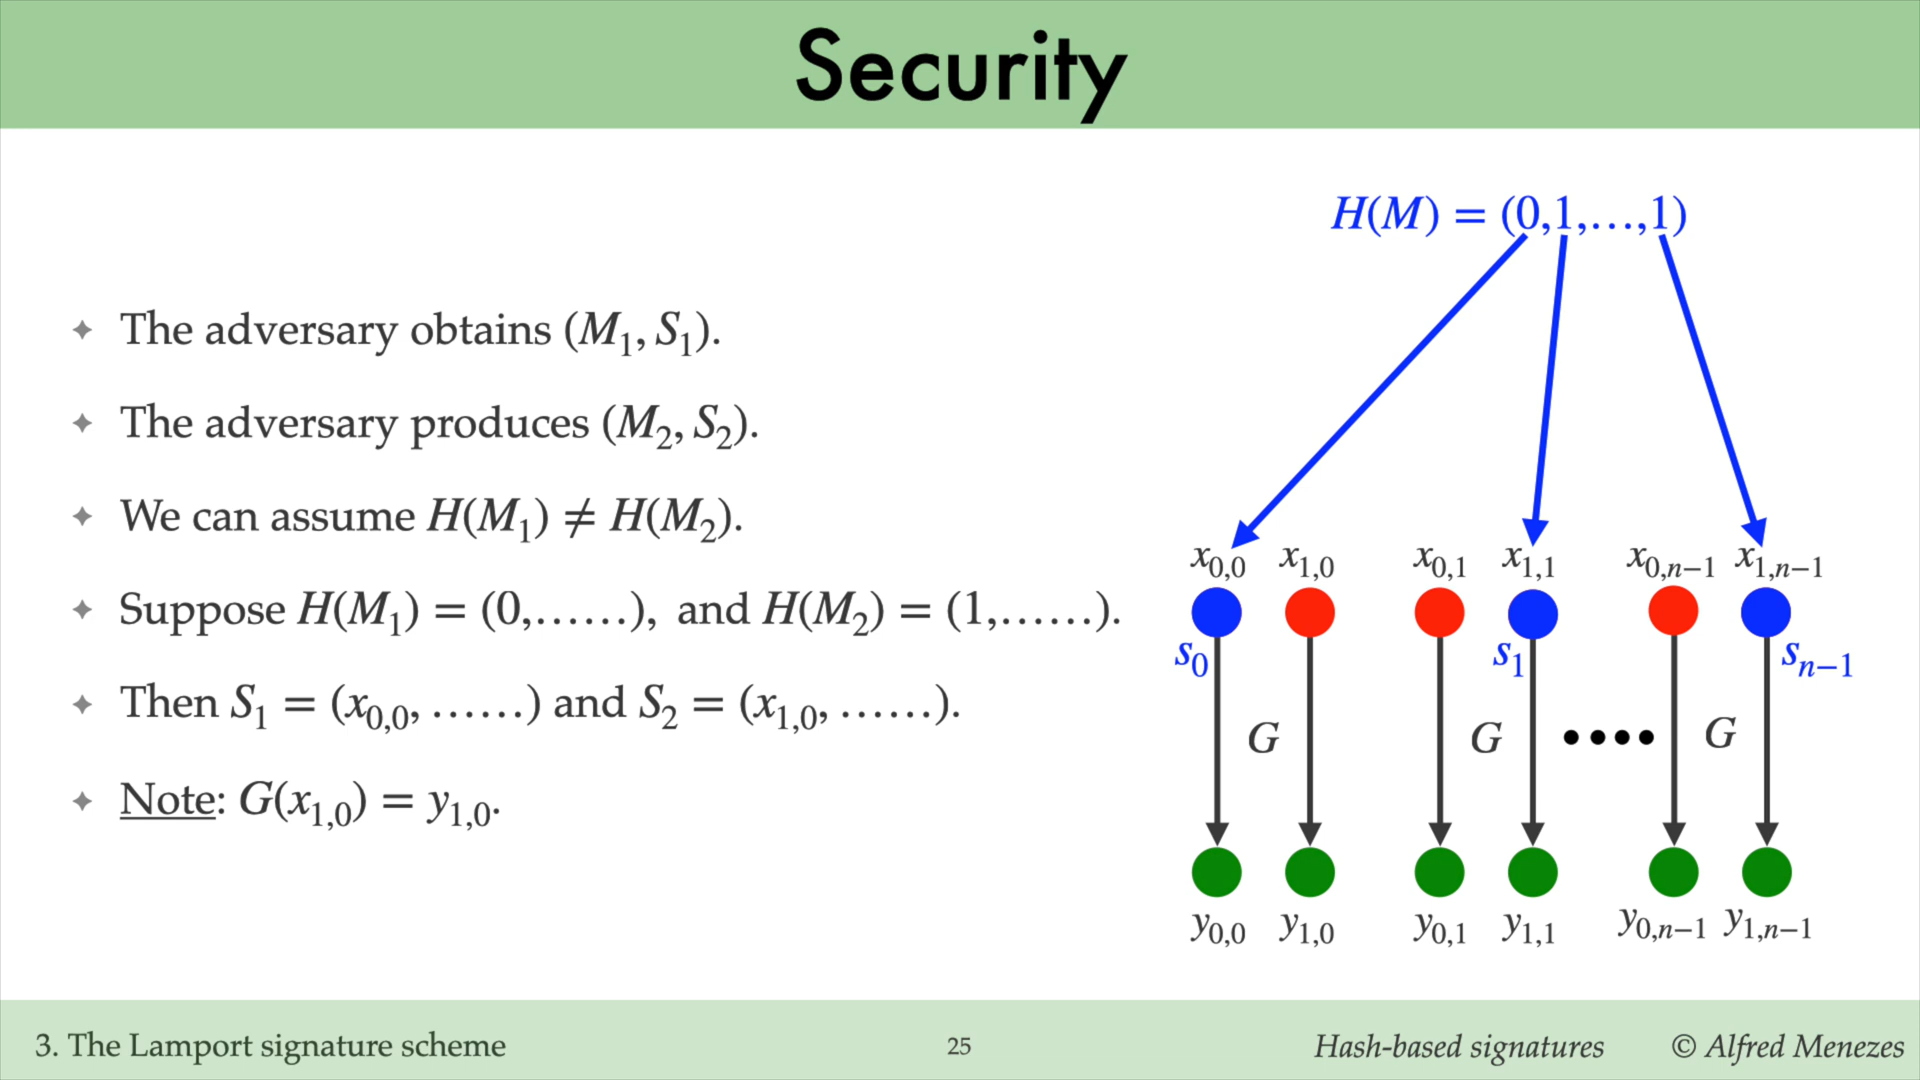 Security
H(M) = (0,1,…,1)
✦ The adversary obtains (M₁, S₁).
✦ The adversary produces (M₂, S₂).
✦ We can assume H(M₁) ≠ H(M₂).
✦ Suppose H(M₁) = (0,……), and H(M₂) = (1,……).
✦ Then S₁ = (x₀,₀, ……) and S₂ = (x₁,₀, ……).
✦ Note: G(x₁,₀) = y₁,₀.
x₀,₀ x₁,₀ x₀,₁ x₁,₁ x₀,ₙ₋₁ x₁,ₙ₋₁
s₀ s₁ sₙ₋₁
G G •••• G
y₀,₀ y₁,₀ y₀,₁ y₁,₁ y₀,ₙ₋₁ y₁,ₙ₋₁
3. The Lamport signature scheme 25 Hash-based signatures © Alfred Menezes